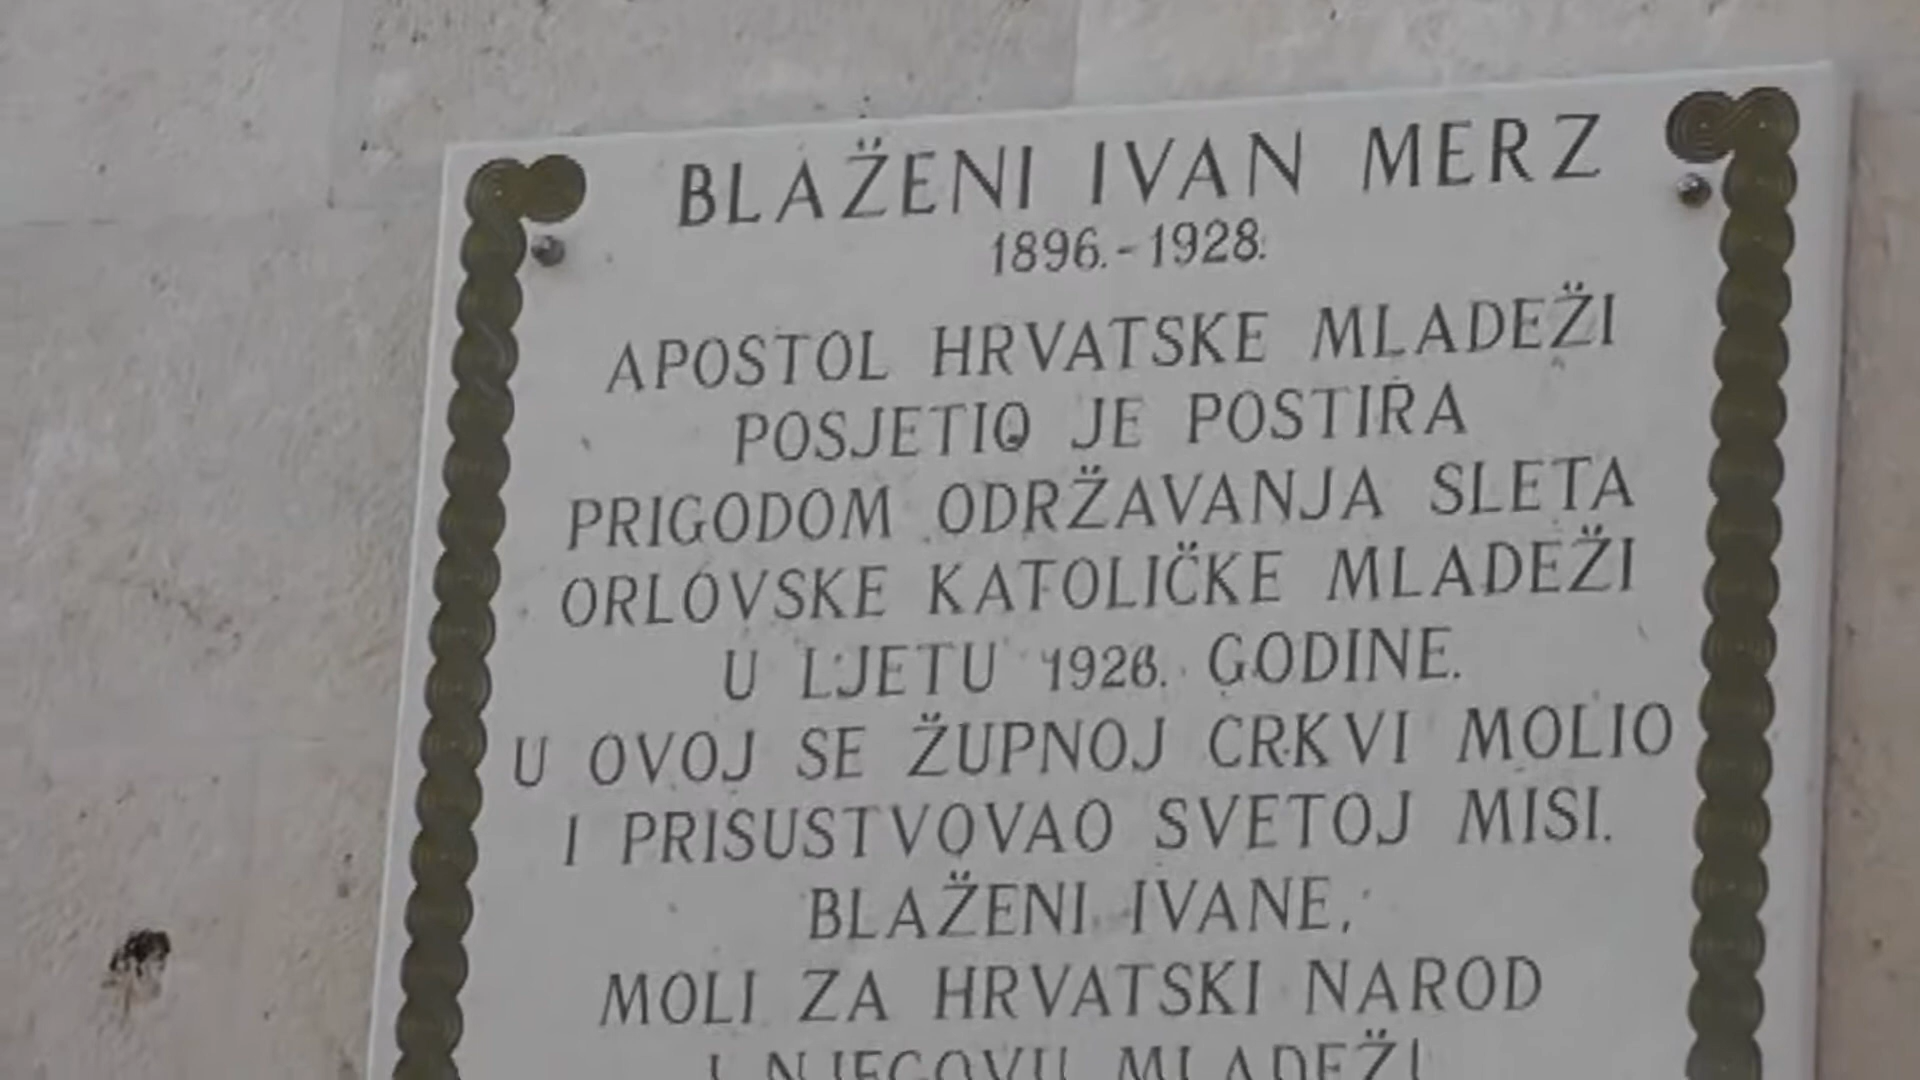 BLAŽENI IVAN MERZ
1896.-1928.
APOSTOL HRVATSKE MLADEŽI
POSJETIO JE POSTIRA
PRIGODOM ODRŽAVANJA SLETA
ORLOVSKE KATOLIČKE MLADEŽI
U LJETU 1926. GODINE.
U OVOJ SE ŽUPNOJ CRKVI MOLIO
I PRISUSTVOVAO SVETOJ MISI.
BLAŽENI IVANE,
MOLI ZA HRVATSKI NAROD
I NJEGOVU MLADEŽ!